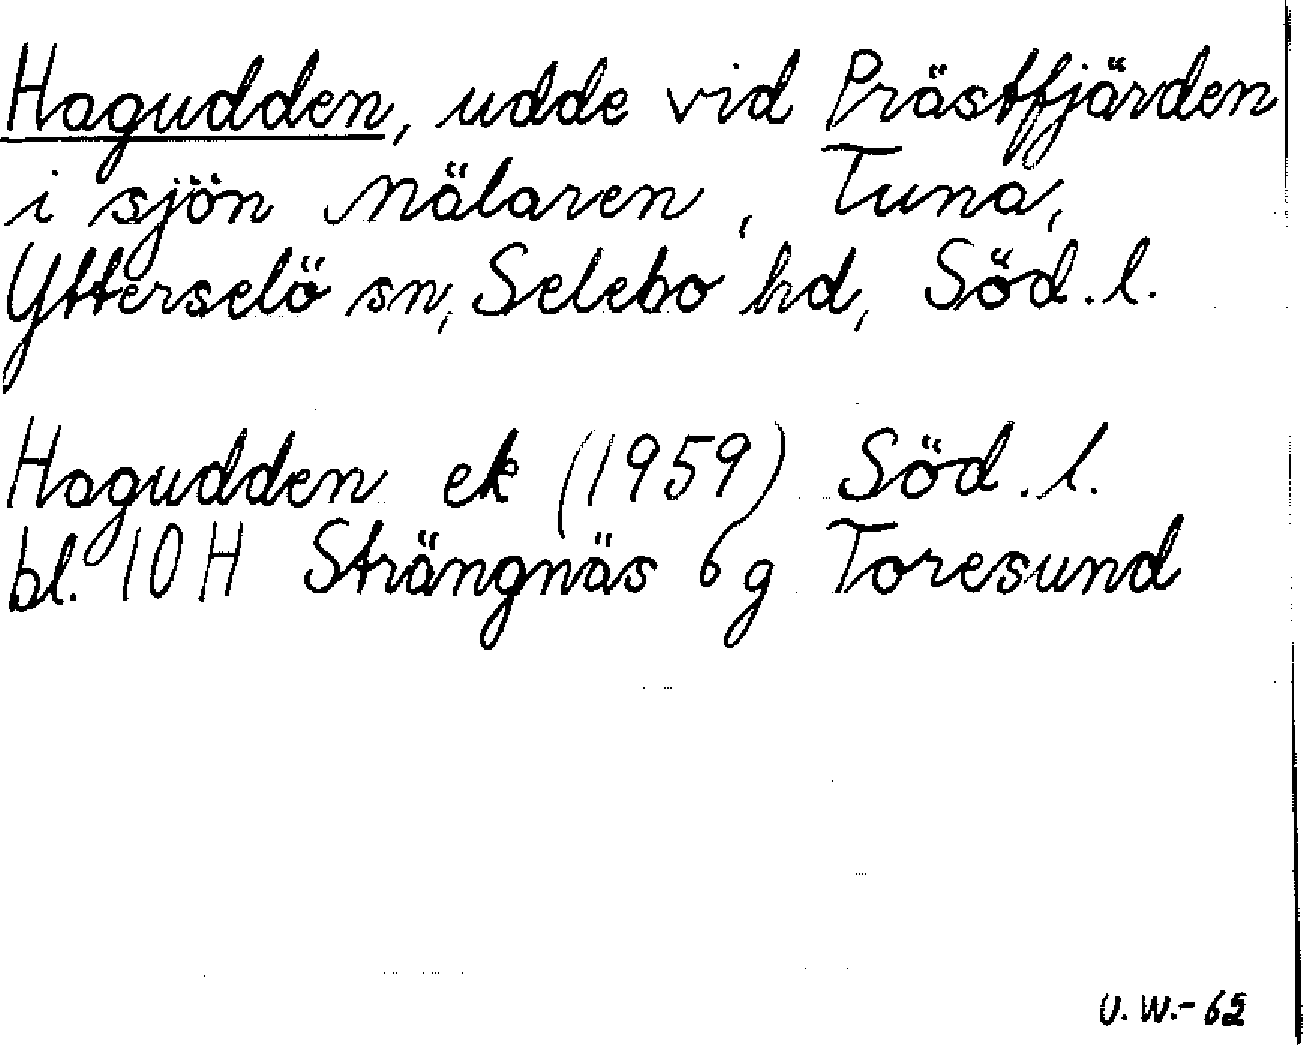 Hagudden, udde vid Prästfjärden
i sjön Mälaren, Tuna,
Ytterselö sn, Selebo hd, Söd. l.
Hagudden ek (1959) Söd. l.
bl. 10 H Strängnäs 6g Toresund
U. W.-62